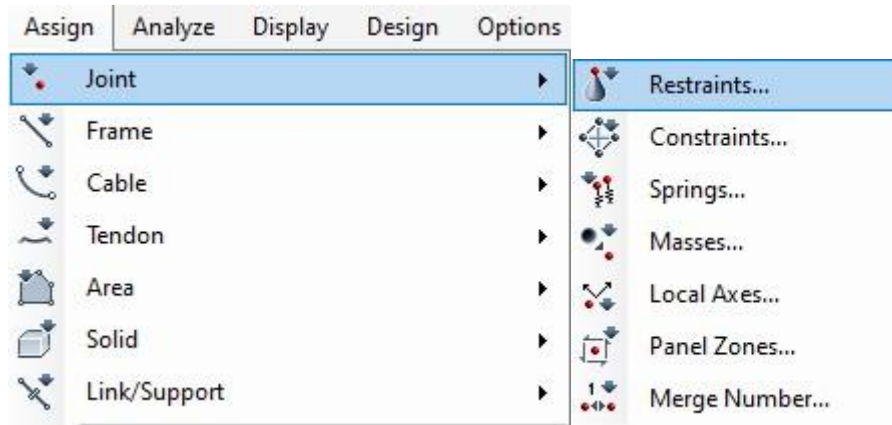 Assign Analyze Display Design Options
Joint
Frame
Cable
Tendon
Area
Solid
Link/Support
Restraints...
Constraints...
Springs...
Masses...
Local Axes...
Panel Zones...
1
Merge Number...